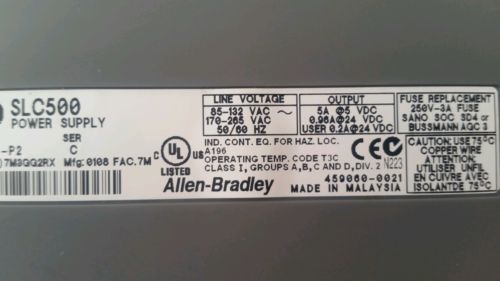 SLC500
POWER SUPPLY
SER
-P2 C
7M3GG2RX Mfg:0108 FAC.7M
C UL US
LISTED
LINE VOLTAGE
85-132 VAC
170-265 VAC
50/60 HZ
OUTPUT
5A @5 VDC
0.96A@24 VDC
USER 0.2A@24 VDC
FUSE REPLACEMENT
250V-3A FUSE
SANO SOC SD4 or
BUSSMANN AGC 3
IND. CONT. EQ. FOR HAZ. LOC.
A196
OPERATING TEMP. CODE T3C
CLASS I, GROUPS A,B,C AND D,DIV. 2
CE
N223
CAUTION: USE 75°C
COPPER WIRE
ATTENTION:
UTILISER UNFIL
EN CUIVRE AVEC
ISOLANTDE 75°C
Allen-Bradley
MADE IN MALAYSIA
459060-0021